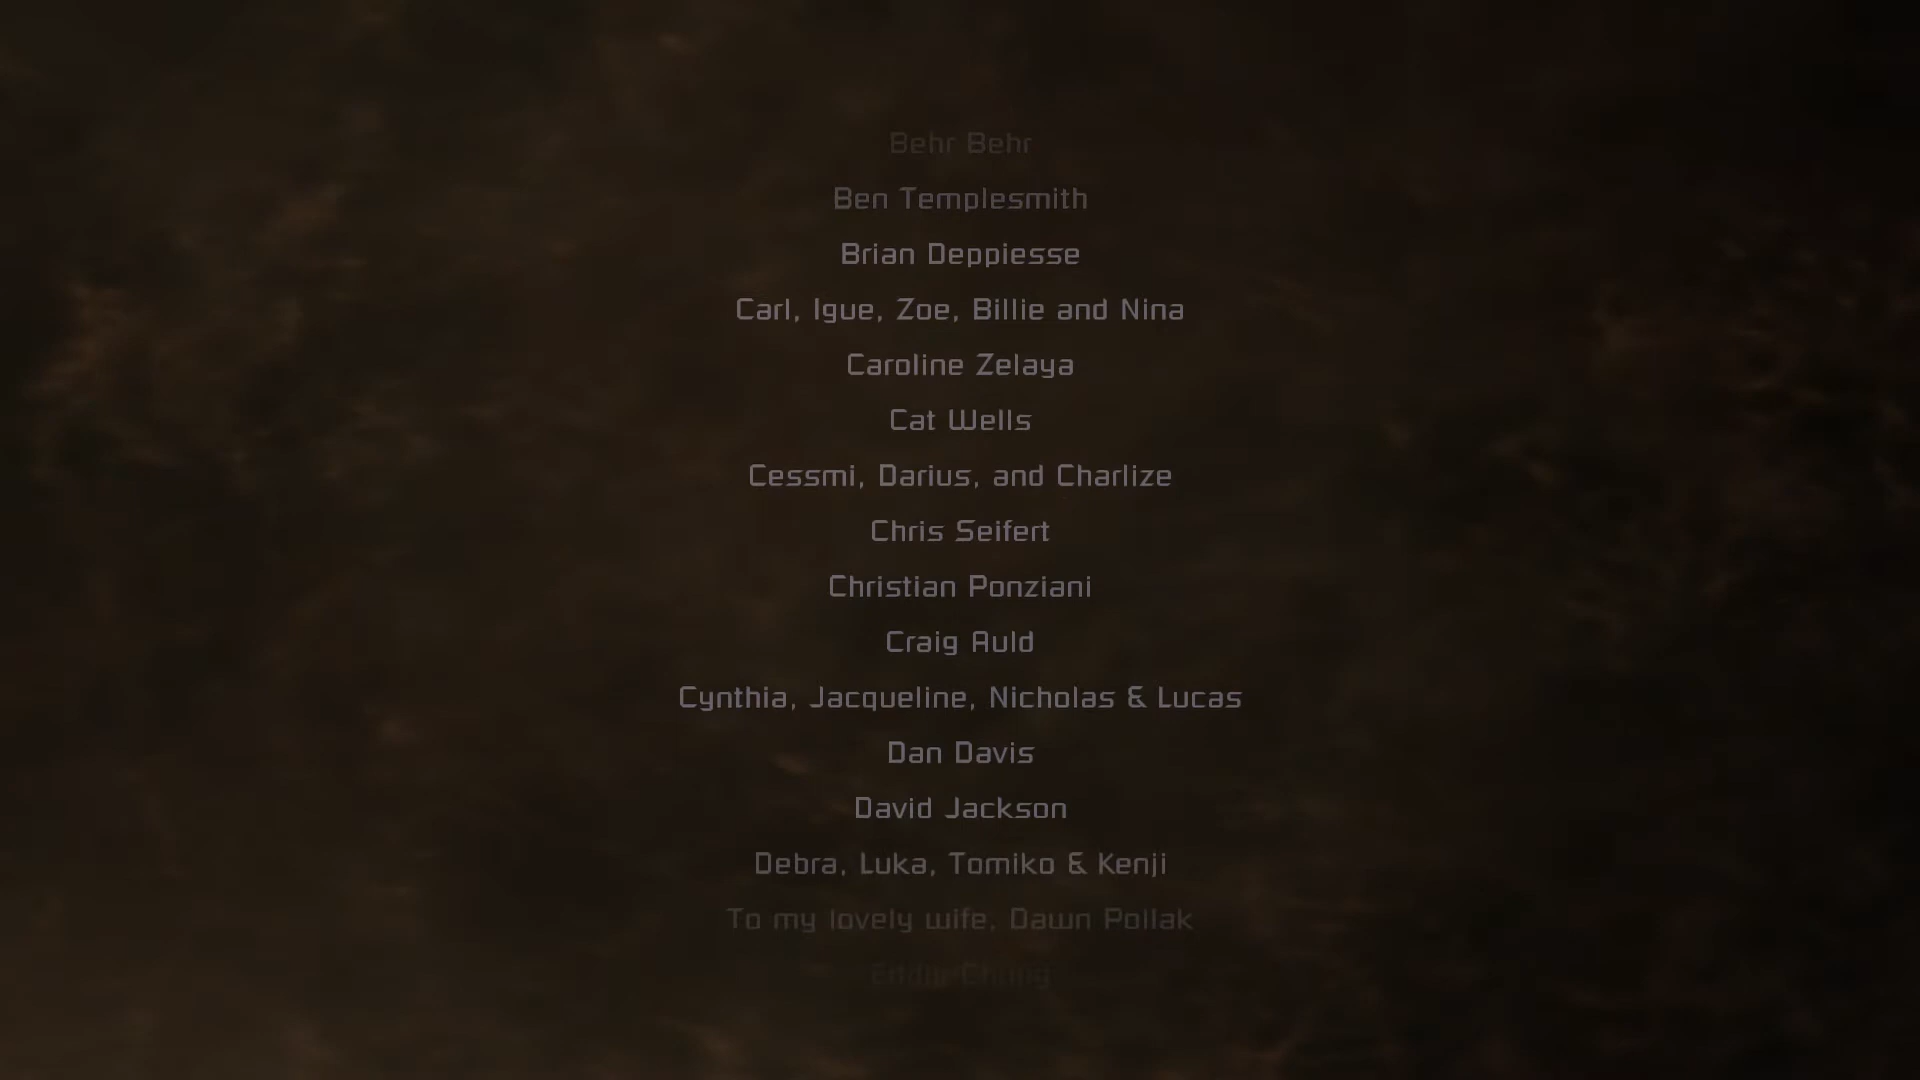 Behr Behr
Ben Templesmith
Brian Deppiesse
Carl, Igue, Zoe, Billie and Nina
Caroline Zelaya
Cat Wells
Cessmi, Darius, and Charlize
Chris Seifert
Christian Ponziani
Craig Auld
Cynthia, Jacqueline, Nicholas & Lucas
Dan Davis
David Jackson
Debra, Luka, Tomiko & Kenji
To my lovely wife, Dawn Pollak